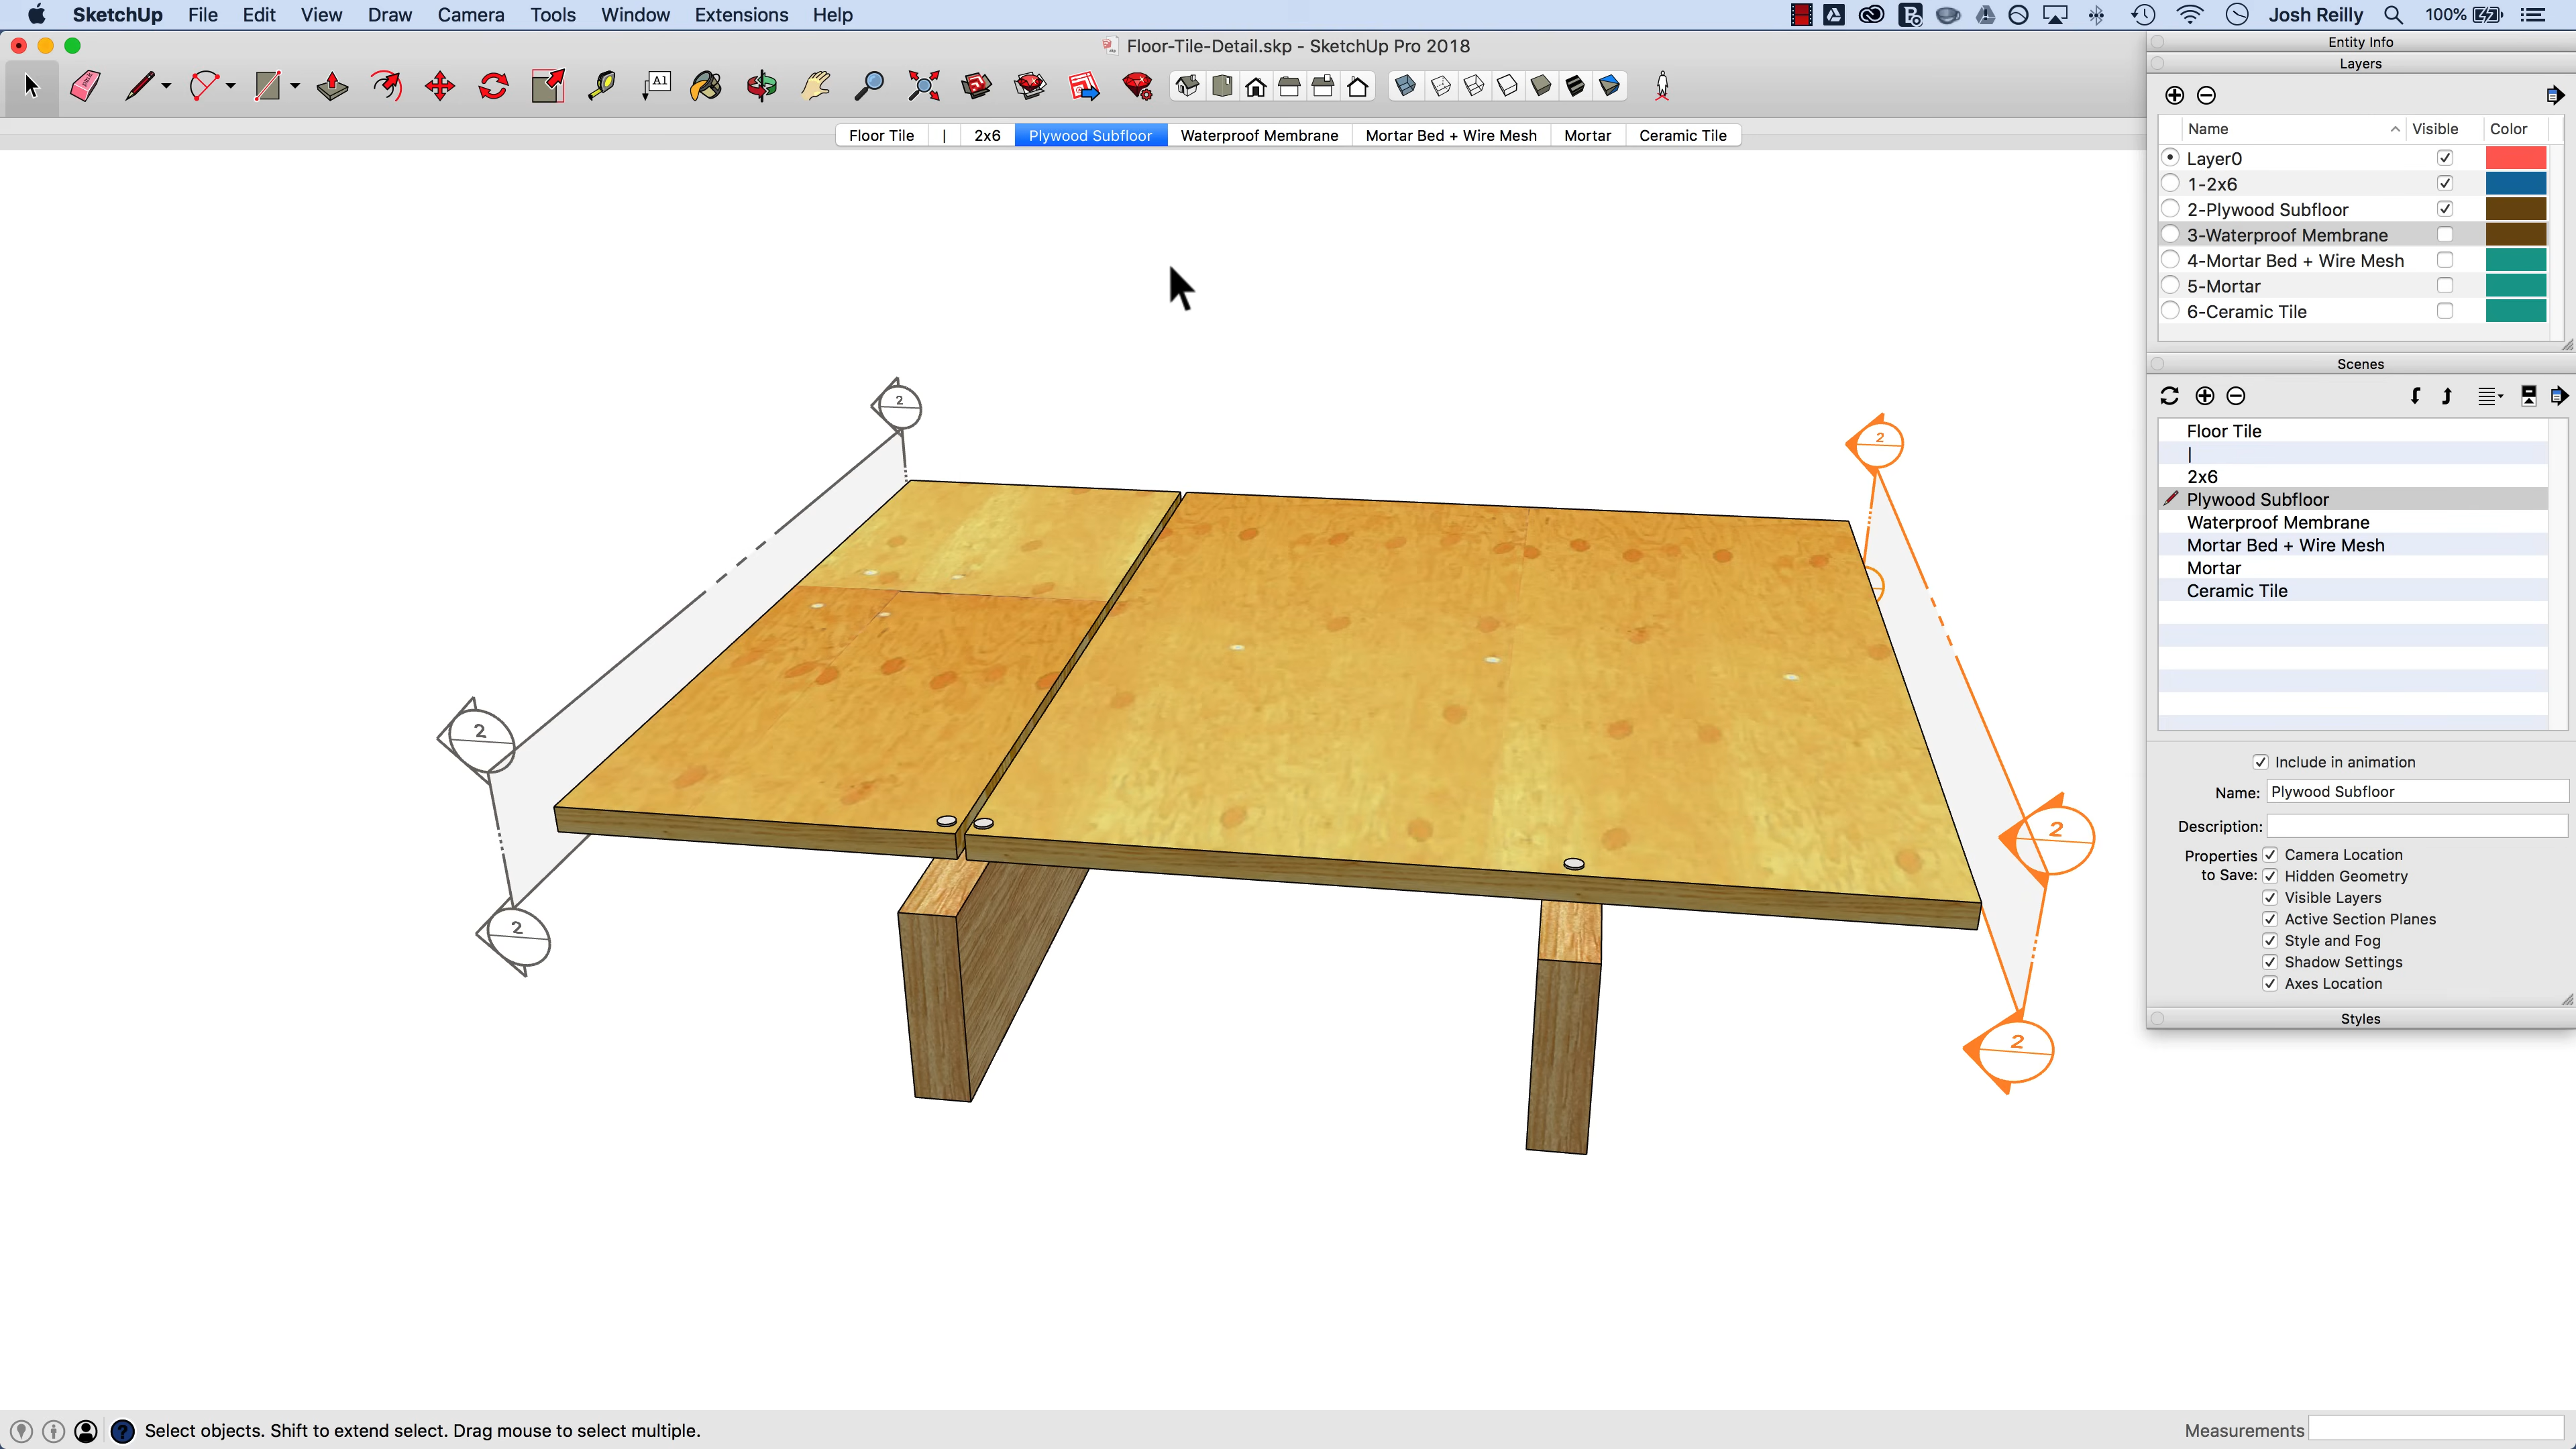 SketchUp File Edit View Draw Camera Tools Window Extensions Help
Josh Reilly 100%
Floor-Tile-Detail.skp - SketchUp Pro 2018
A1
Floor Tile | 2x6 Plywood Subfloor Waterproof Membrane Mortar Bed + Wire Mesh Mortar Ceramic Tile
Entity Info
Layers
Name Visible Color
Layer0
1-2x6
2-Plywood Subfloor
3-Waterproof Membrane
4-Mortar Bed + Wire Mesh
5-Mortar
6-Ceramic Tile
Scenes
Floor Tile
|
2x6
Plywood Subfloor
Waterproof Membrane
Mortar Bed + Wire Mesh
Mortar
Ceramic Tile
Include in animation
Name: Plywood Subfloor
Description:
Properties to Save:
Camera Location
Hidden Geometry
Visible Layers
Active Section Planes
Style and Fog
Shadow Settings
Axes Location
Styles
2
2
2
2
2
2
Select objects. Shift to extend select. Drag mouse to select multiple.
Measurements